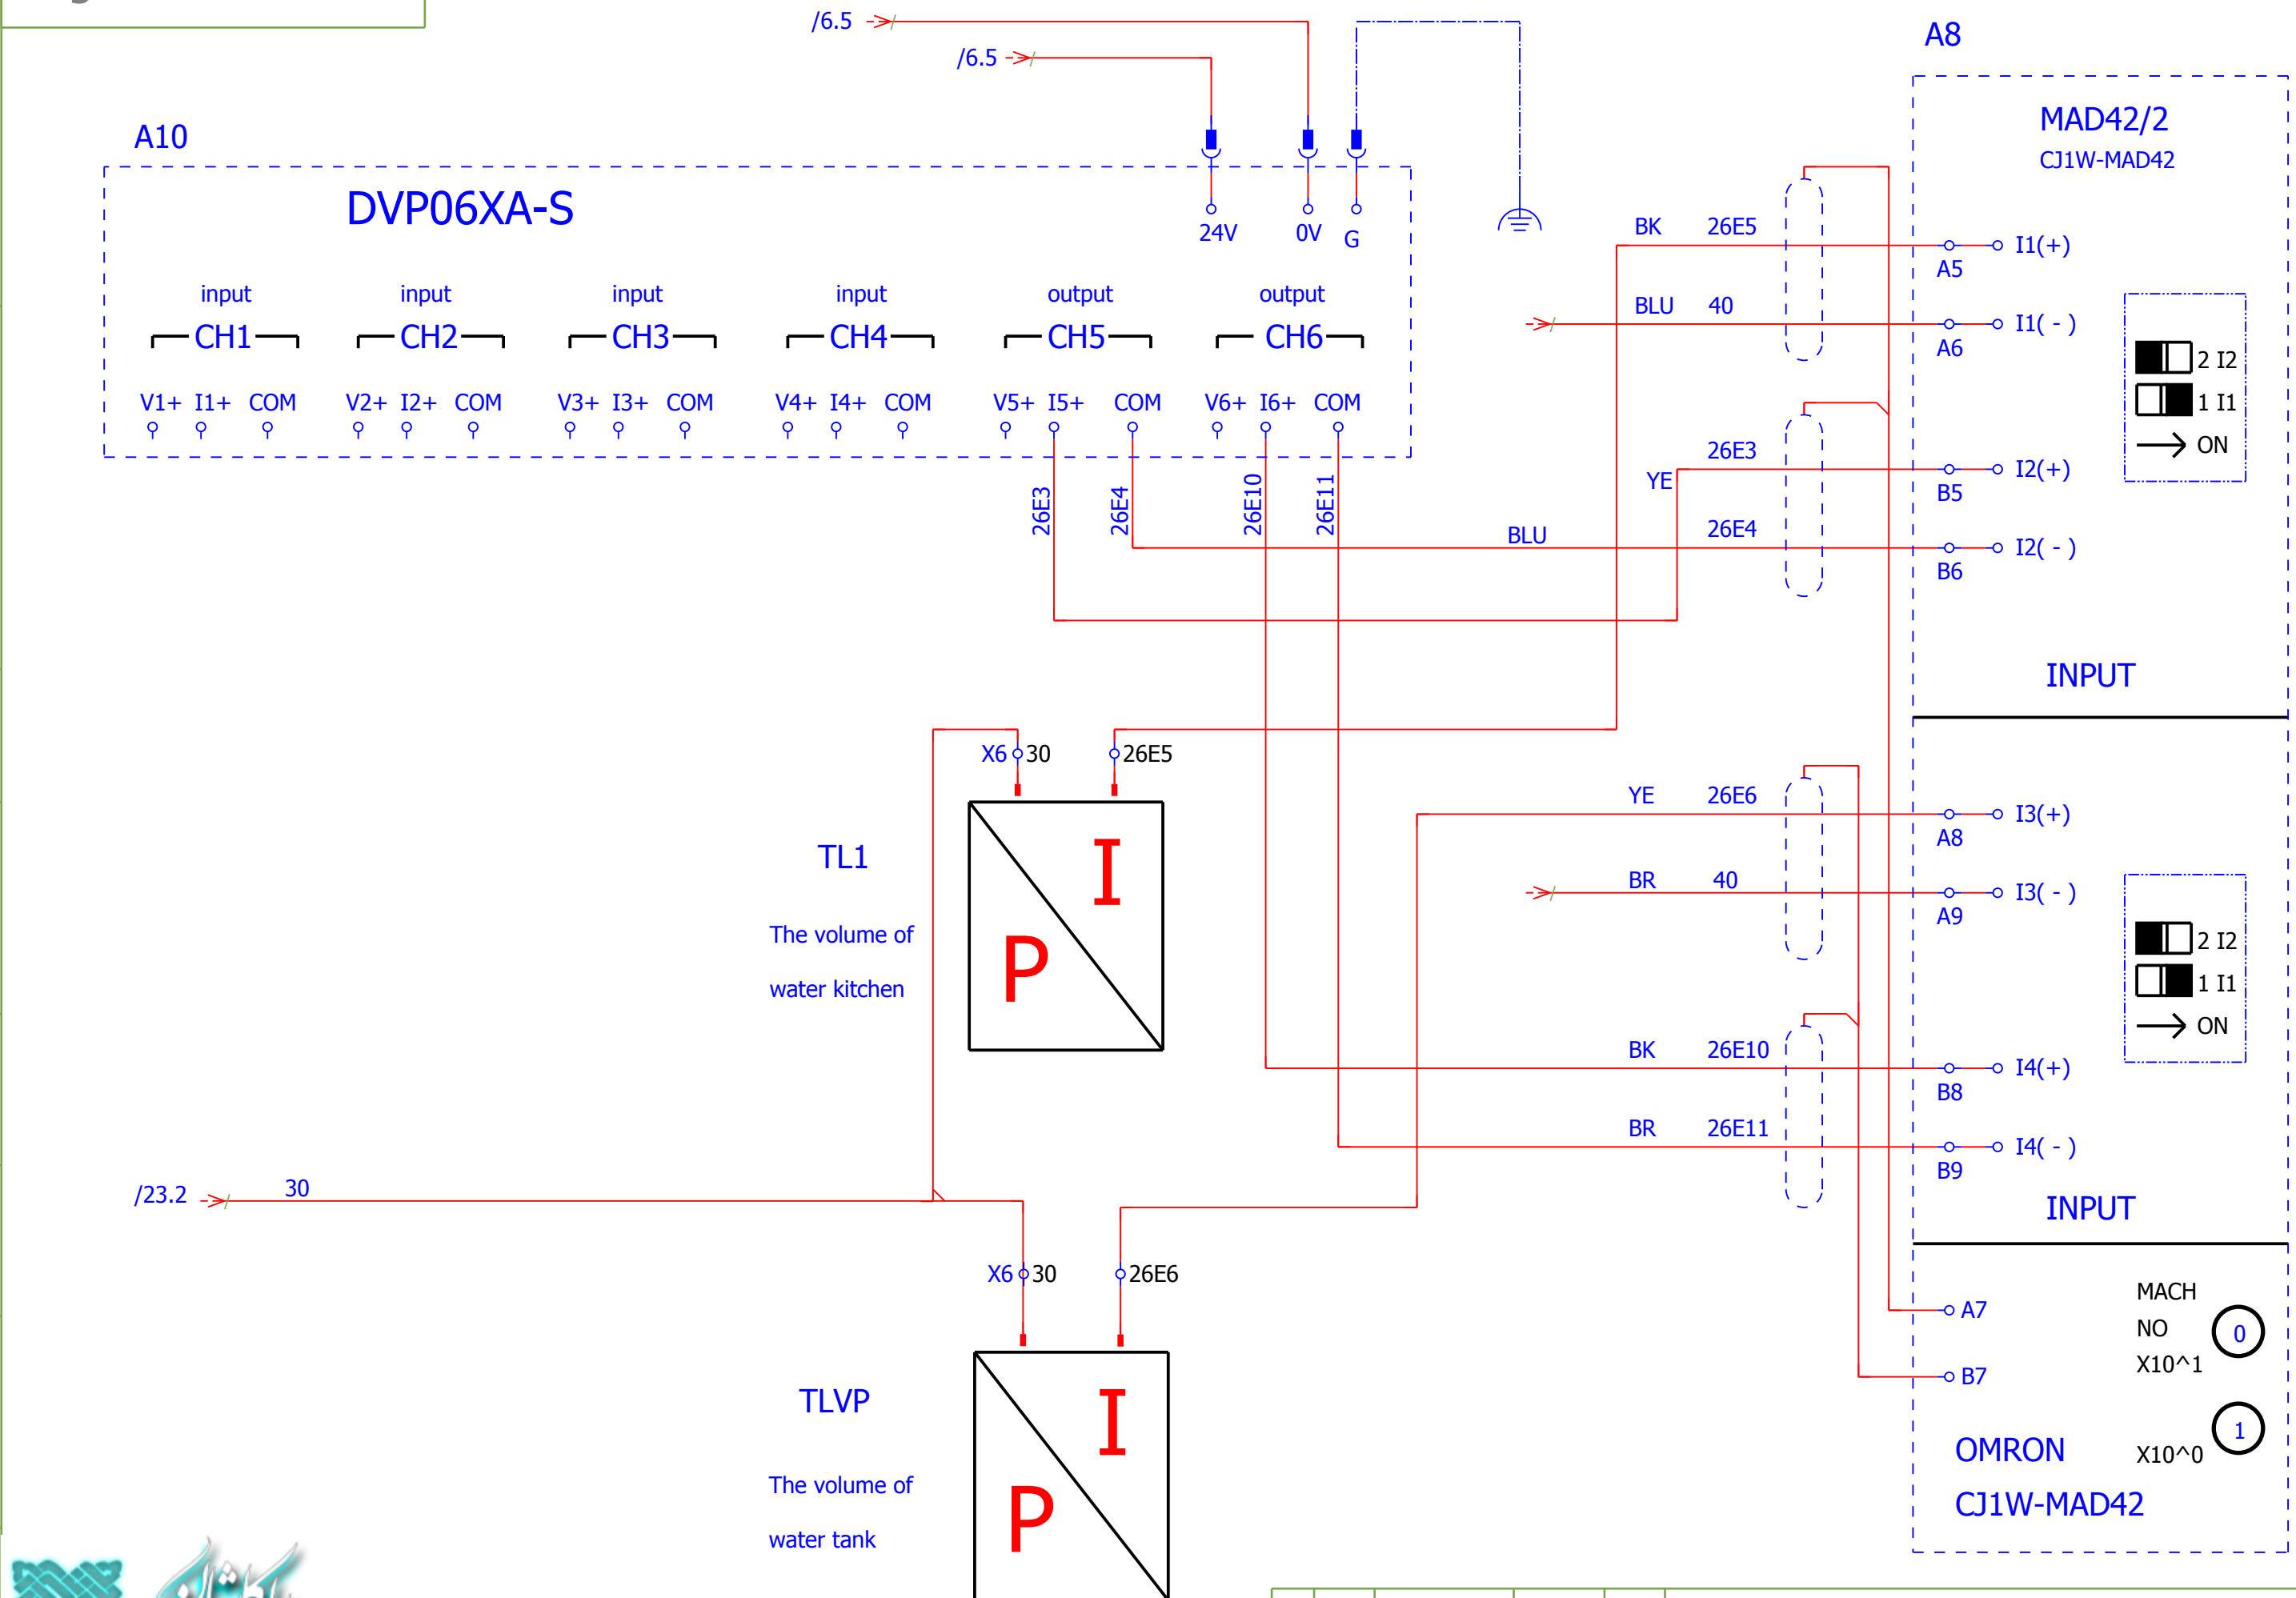 /6.5
/6.5
A8
A10
DVP06XA-S
24V 0V G
input input input input output output
CH1 CH2 CH3 CH4 CH5 CH6
V1+ I1+ COM V2+ I2+ COM V3+ I3+ COM V4+ I4+ COM V5+ I5+ COM V6+ I6+ COM
26E3 26E4 26E10 26E11
MAD42/2
CJ1W-MAD42
BK 26E5 I1(+)
A5
BLU 40 I1( - )
A6
2 I2
1 I1
ON
26E3
YE I2(+)
B5
BLU 26E4 I2( - )
B6
INPUT
X6 30 26E5
TL1
I
P
The volume of
water kitchen
YE 26E6 I3(+)
A8
BR 40 I3( - )
A9
2 I2
1 I1
ON
BK 26E10 I4(+)
B8
BR 26E11 I4( - )
B9
INPUT
/23.2 30
X6 30 26E6
TLVP
I
P
The volume of
water tank
A7
B7
MACH
NO 0
X10^1
1
X10^0
OMRON
CJ1W-MAD42